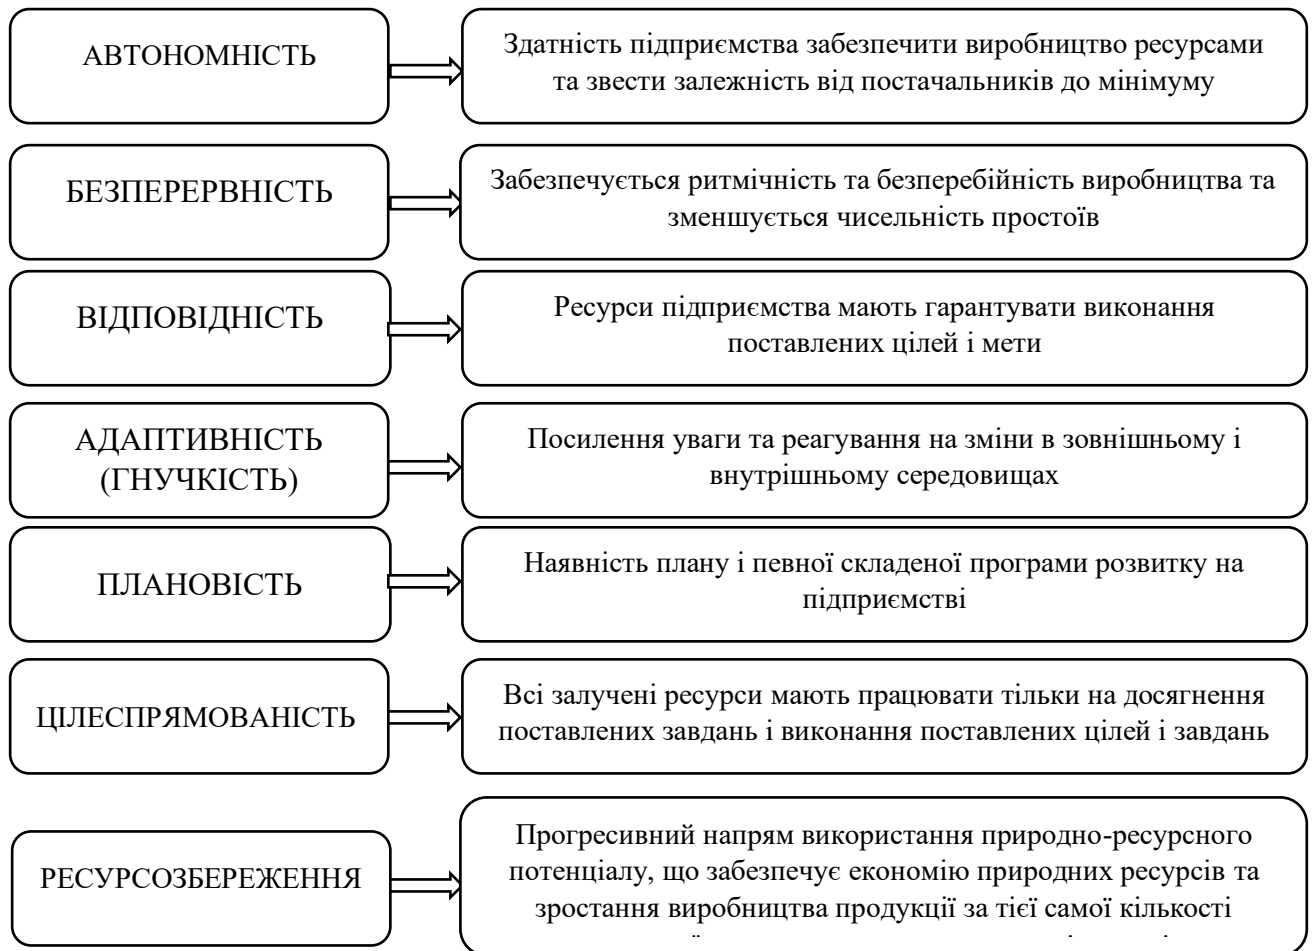 АВТОНОМНІСТЬ
Здатність підприємства забезпечити виробництво ресурсами
та звести залежність від постачальників до мінімуму
БЕЗПЕРЕРВНІСТЬ
Забезпечується ритмічність та безперебійність виробництва та
зменшується чисельність простоїв
ВІДПОВІДНІСТЬ
Ресурси підприємства мають гарантувати виконання
поставлених цілей і мети
АДАПТИВНІСТЬ
(ГНУЧКІСТЬ)
Посилення уваги та реагування на зміни в зовнішньому і
внутрішньому середовищах
ПЛАНОВІСТЬ
Наявність плану і певної складеної програми розвитку на
підприємстві
ЦІЛЕСПРЯМОВАНІСТЬ
Всі залучені ресурси мають працювати тільки на досягнення
поставлених завдань і виконання поставлених цілей і завдань
РЕСУРСОЗБЕРЕЖЕННЯ
Прогресивний напрям використання природно-ресурсного
потенціалу, що забезпечує економію природних ресурсів та
зростання виробництва продукції за тієї самої кількості